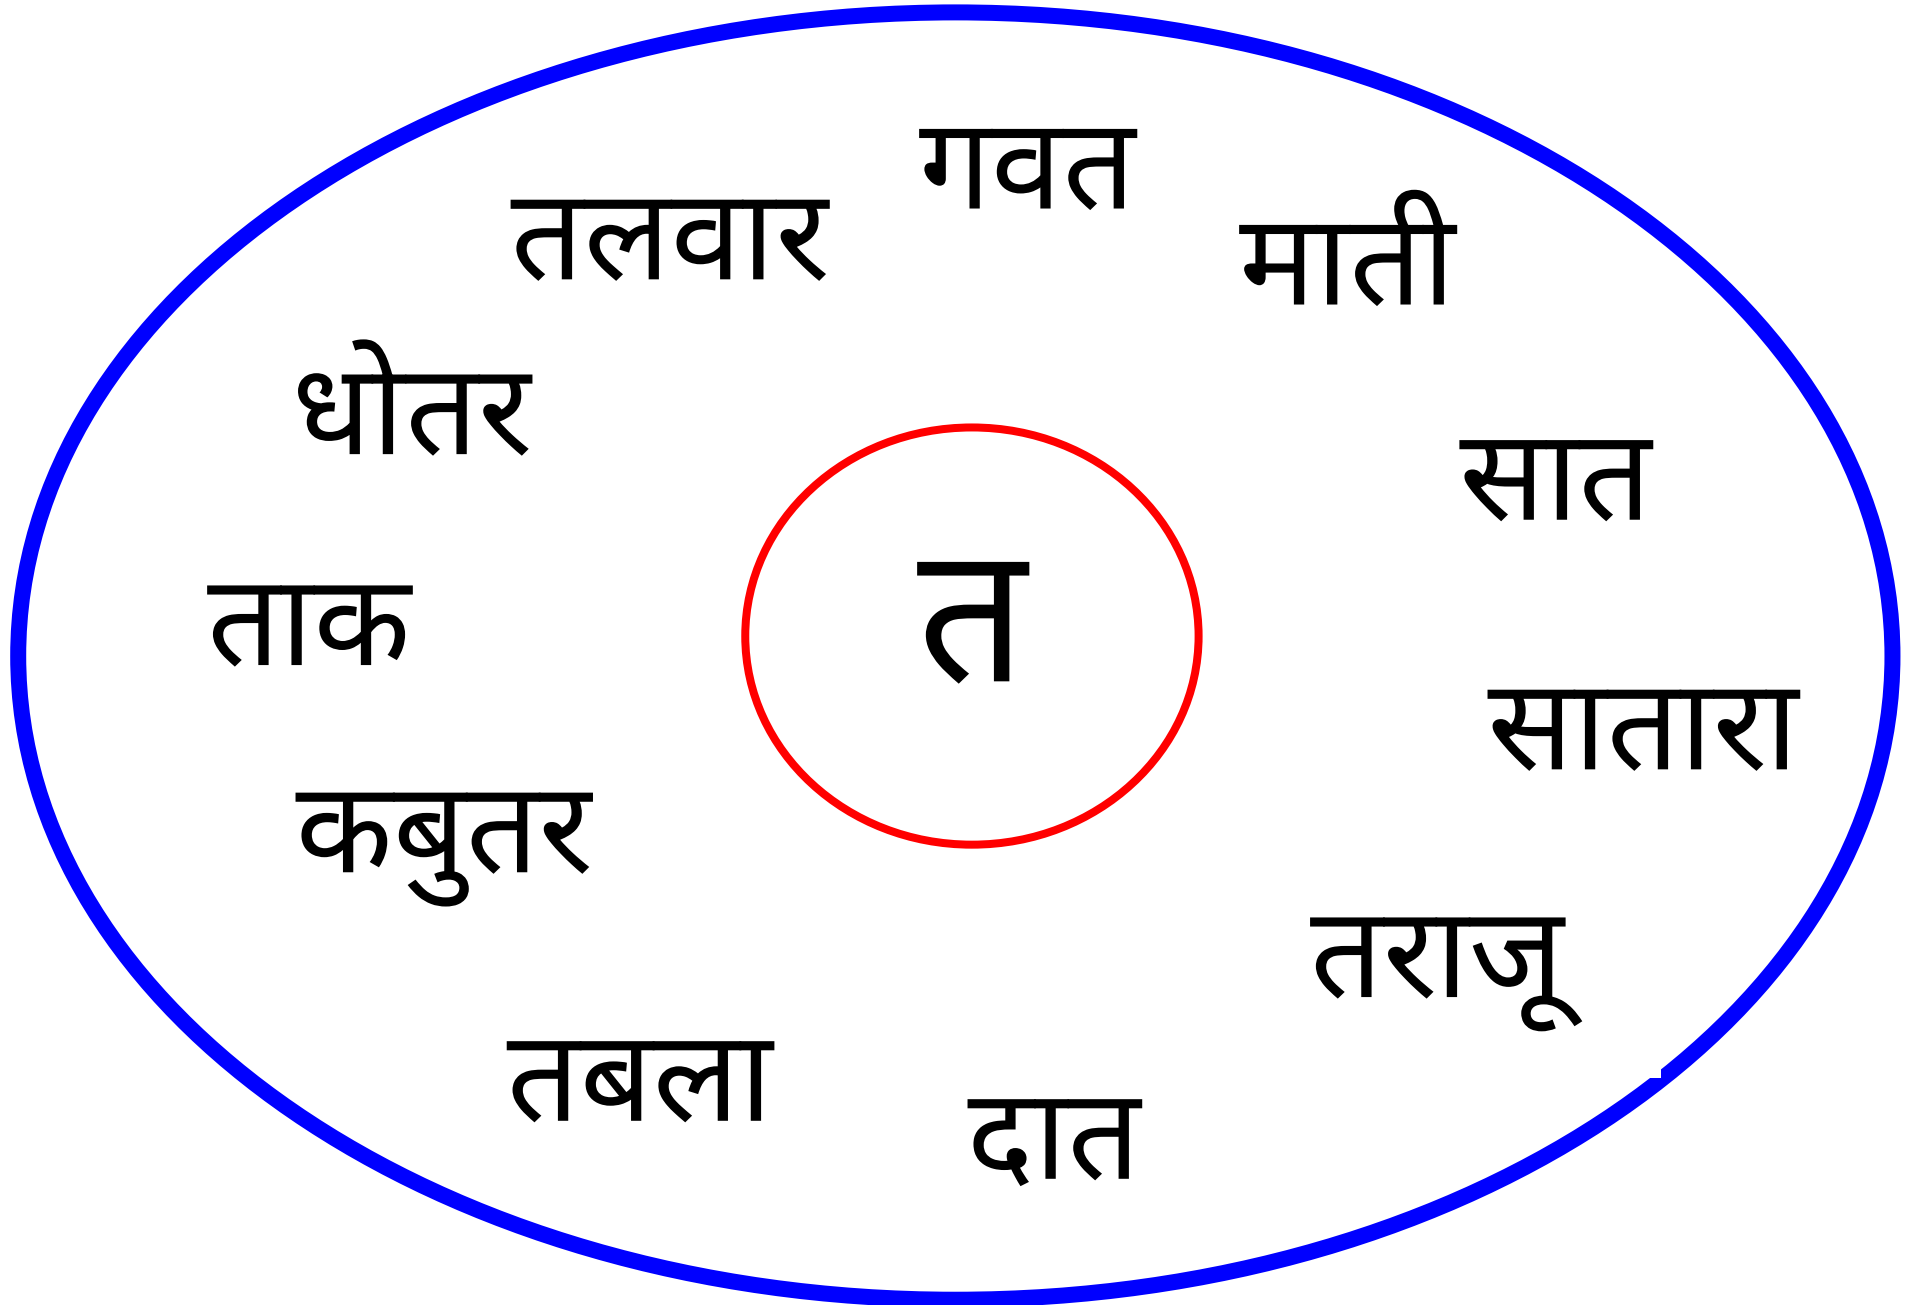 गवत
तलवार
माती
धोतर
सात
त
ताक
सातारा
कबुतर
तराजू
तबला
दात